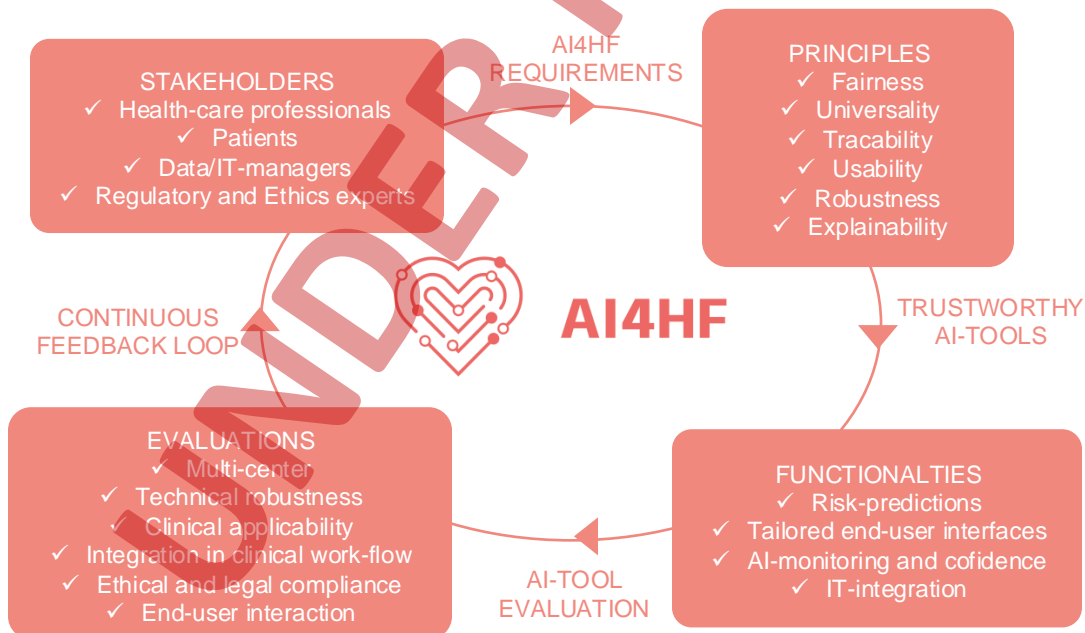 STAKEHOLDERS
✓ Health-care professionals
✓ Patients
✓ Data/IT-managers
✓ Regulatory and Ethics experts
AI4HF
REQUIREMENTS
PRINCIPLES
✓ Fairness
✓ Universality
✓ Tracability
✓ Usability
✓ Robustness
✓ Explainability
CONTINUOUS
FEEDBACK LOOP
AI4HF
TRUSTWORTHY
AI-TOOLS
EVALUATIONS
✓ Multi-center
✓ Technical robustness
✓ Clinical applicability
✓ Integration in clinical work-flow
✓ Ethical and legal compliance
✓ End-user interaction
AI-TOOL
EVALUATION
FUNCTIONALTIES
✓ Risk-predictions
✓ Tailored end-user interfaces
✓ AI-monitoring and cofidence
✓ IT-integration
UNDER